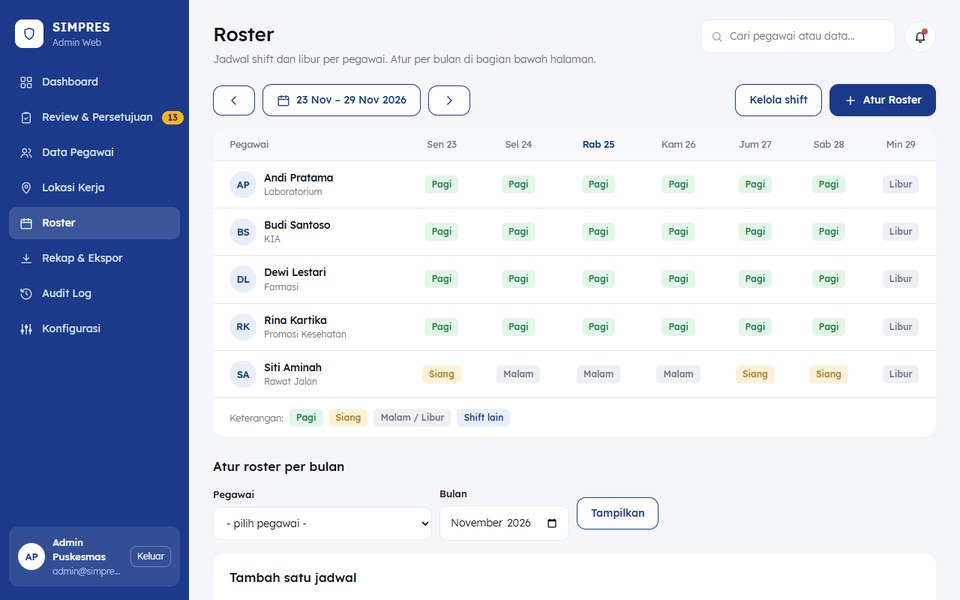 SIMPRES
Admin Web
Dashboard
Review & Persetujuan 13
Data Pegawai
Lokasi Kerja
Roster
Rekap & Ekspor
Audit Log
Konfigurasi
AP
Admin Puskesmas
admin@simpre...
Keluar
Roster
Jadwal shift dan libur per pegawai. Atur per bulan di bagian bawah halaman.
Cari pegawai atau data...
23 Nov – 29 Nov 2026
Kelola shift
+ Atur Roster
Pegawai Sen 23 Sel 24 Rab 25 Kam 26 Jum 27 Sab 28 Min 29
AP Andi Pratama Pagi Pagi Pagi Pagi Pagi Pagi Libur
Laboratorium
BS Budi Santoso Pagi Pagi Pagi Pagi Pagi Pagi Libur
KIA
DL Dewi Lestari Pagi Pagi Pagi Pagi Pagi Pagi Libur
Farmasi
RK Rina Kartika Pagi Pagi Pagi Pagi Pagi Pagi Libur
Promosi Kesehatan
SA Siti Aminah Siang Malam Malam Malam Siang Siang Libur
Rawat Jalan
Keterangan: Pagi Siang Malam / Libur Shift lain
Atur roster per bulan
Pegawai
- pilih pegawai -
Bulan
November 2026
Tampilkan
Tambah satu jadwal